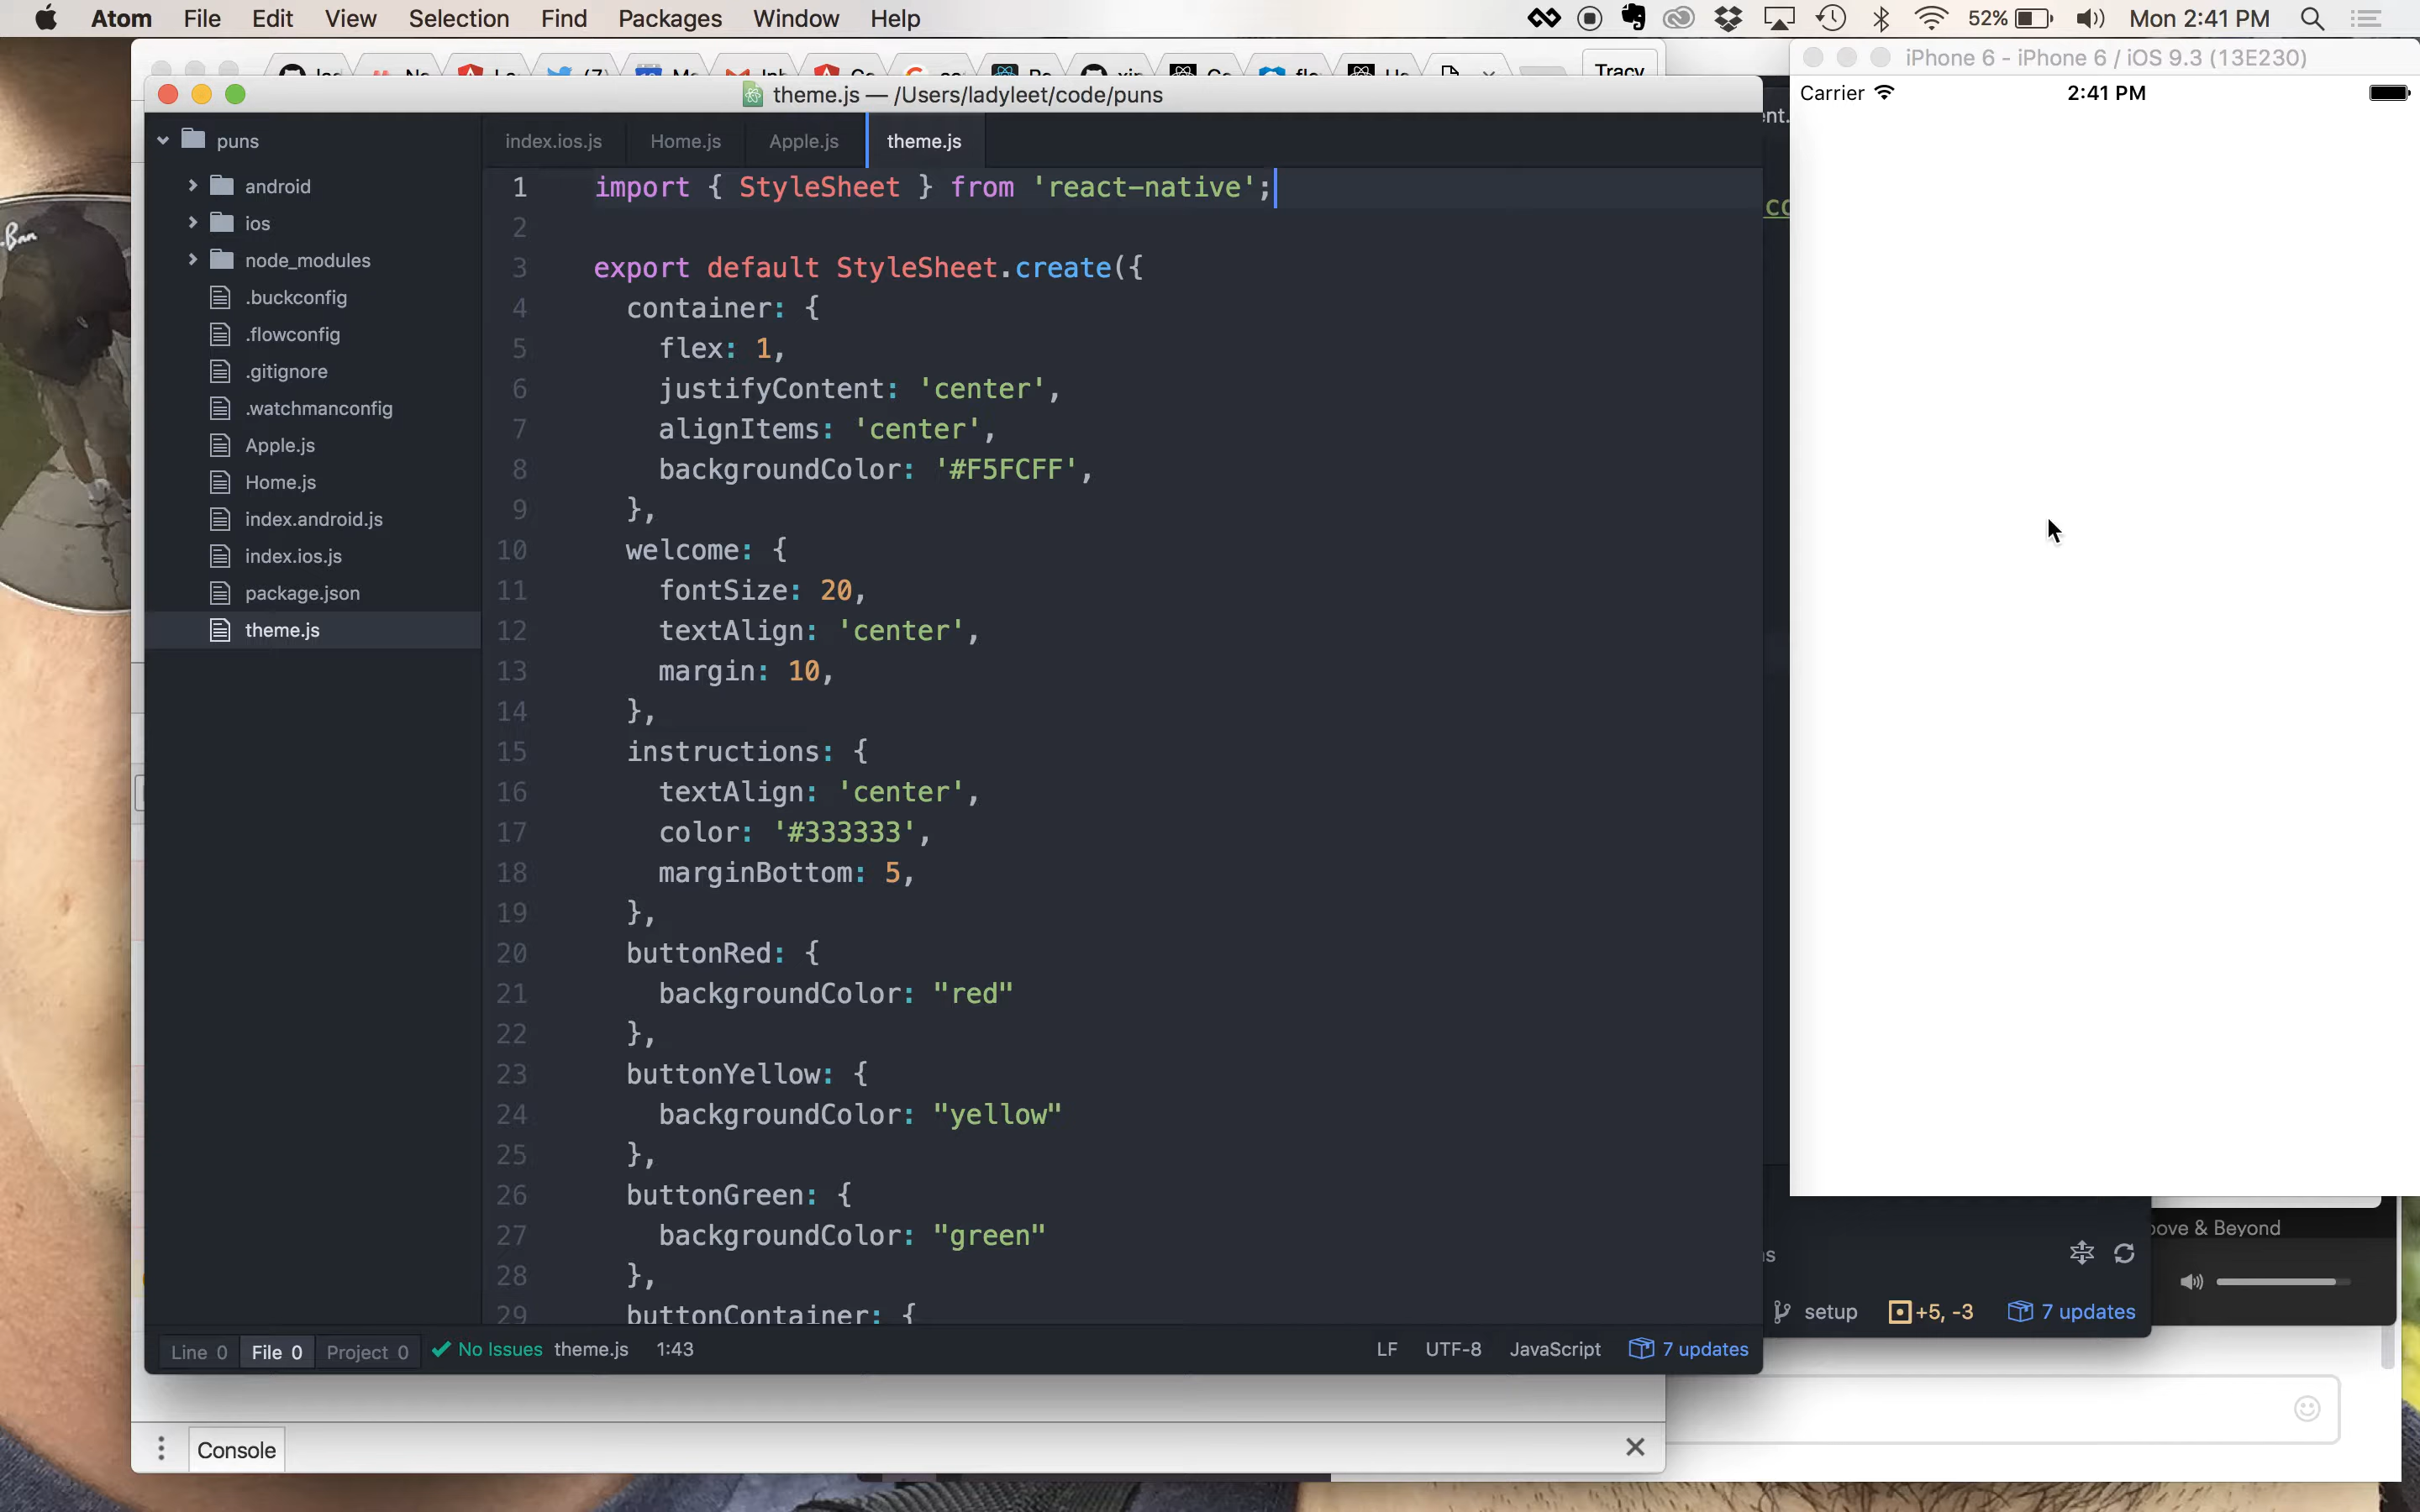 Atom File Edit View Selection Find Packages Window Help 52% Mon 2:41 PM
Tracy
iPhone 6 - iPhone 6 / iOS 9.3 (13E230)
Carrier 2:41 PM
theme.js — /Users/ladyleet/code/puns
puns
android
ios
node_modules
.buckconfig
.flowconfig
.gitignore
.watchmanconfig
Apple.js
Home.js
index.android.js
index.ios.js
package.json
theme.js
index.ios.js Home.js Apple.js theme.js
1 import { StyleSheet } from 'react-native';
2
3 export default StyleSheet.create({
4 container: {
5 flex: 1,
6 justifyContent: 'center',
7 alignItems: 'center',
8 backgroundColor: '#F5FCFF',
9 },
10 welcome: {
11 fontSize: 20,
12 textAlign: 'center',
13 margin: 10,
14 },
15 instructions: {
16 textAlign: 'center',
17 color: '#333333',
18 marginBottom: 5,
19 },
20 buttonRed: {
21 backgroundColor: "red"
22 },
23 buttonYellow: {
24 backgroundColor: "yellow"
25 },
26 buttonGreen: {
27 backgroundColor: "green"
28 },
29 buttonContainer: {
Line 0 File 0 Project 0 No Issues theme.js 1:43 LF UTF-8 JavaScript 7 updates
& Beyond
setup +5, -3 7 updates
Console